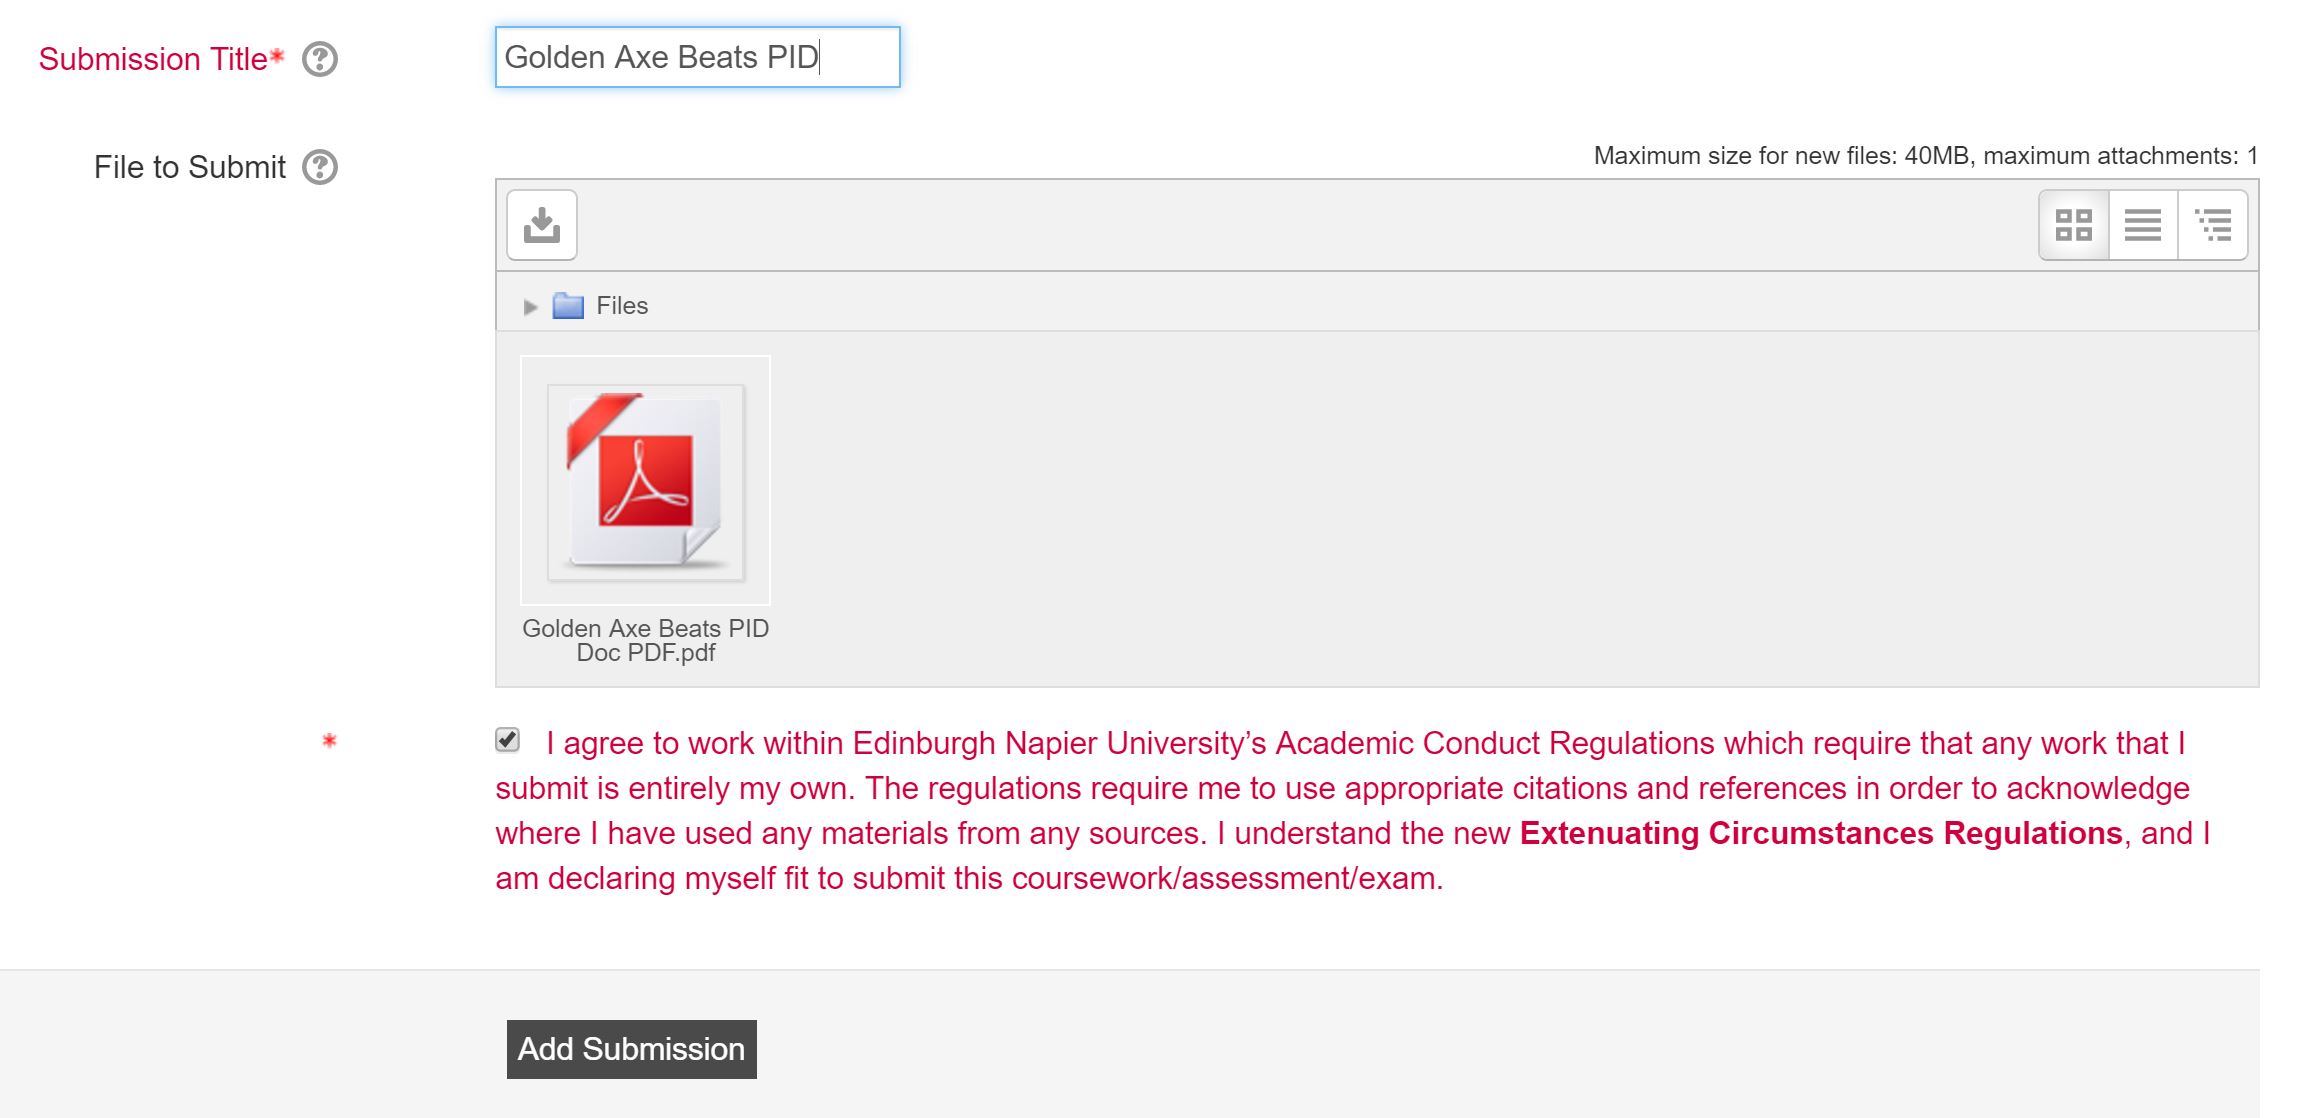 Submission Title*
Golden Axe Beats PID
File to Submit
Maximum size for new files: 40MB, maximum attachments: 1
Files
Golden Axe Beats PID
Doc PDF.pdf
* I agree to work within Edinburgh Napier University’s Academic Conduct Regulations which require that any work that I
submit is entirely my own. The regulations require me to use appropriate citations and references in order to acknowledge
where I have used any materials from any sources. I understand the new Extenuating Circumstances Regulations, and I
am declaring myself fit to submit this coursework/assessment/exam.
Add Submission